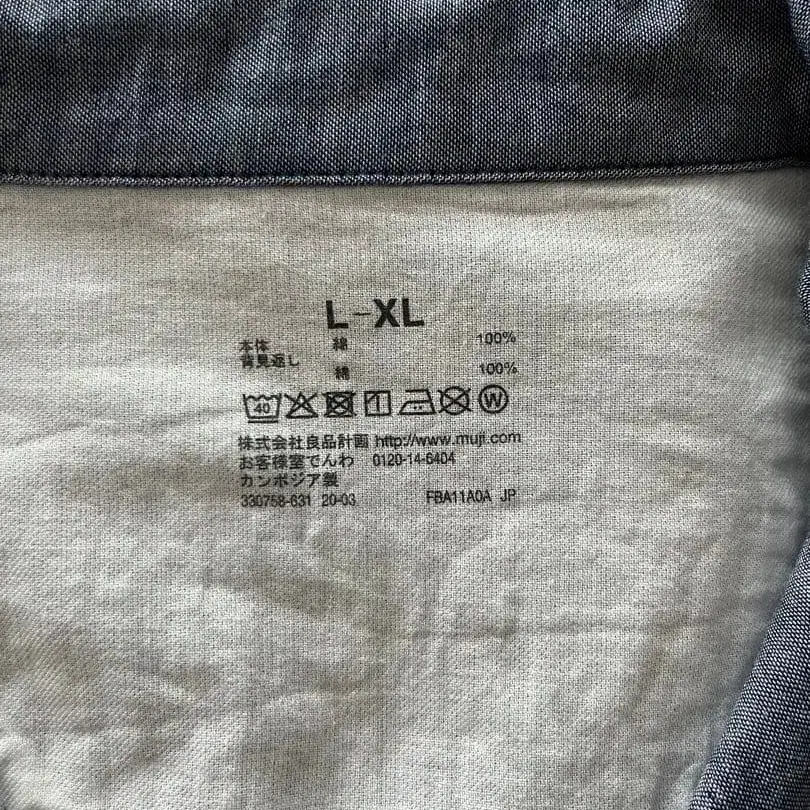 L-XL
本体 綿 100%
背見返し 綿 100%
40 W
株式会社良品計画 http://www.muji.com
お客様室でんわ 0120-14-6404
カンボジア製
330758-631 20-03 FBA11A0A JP